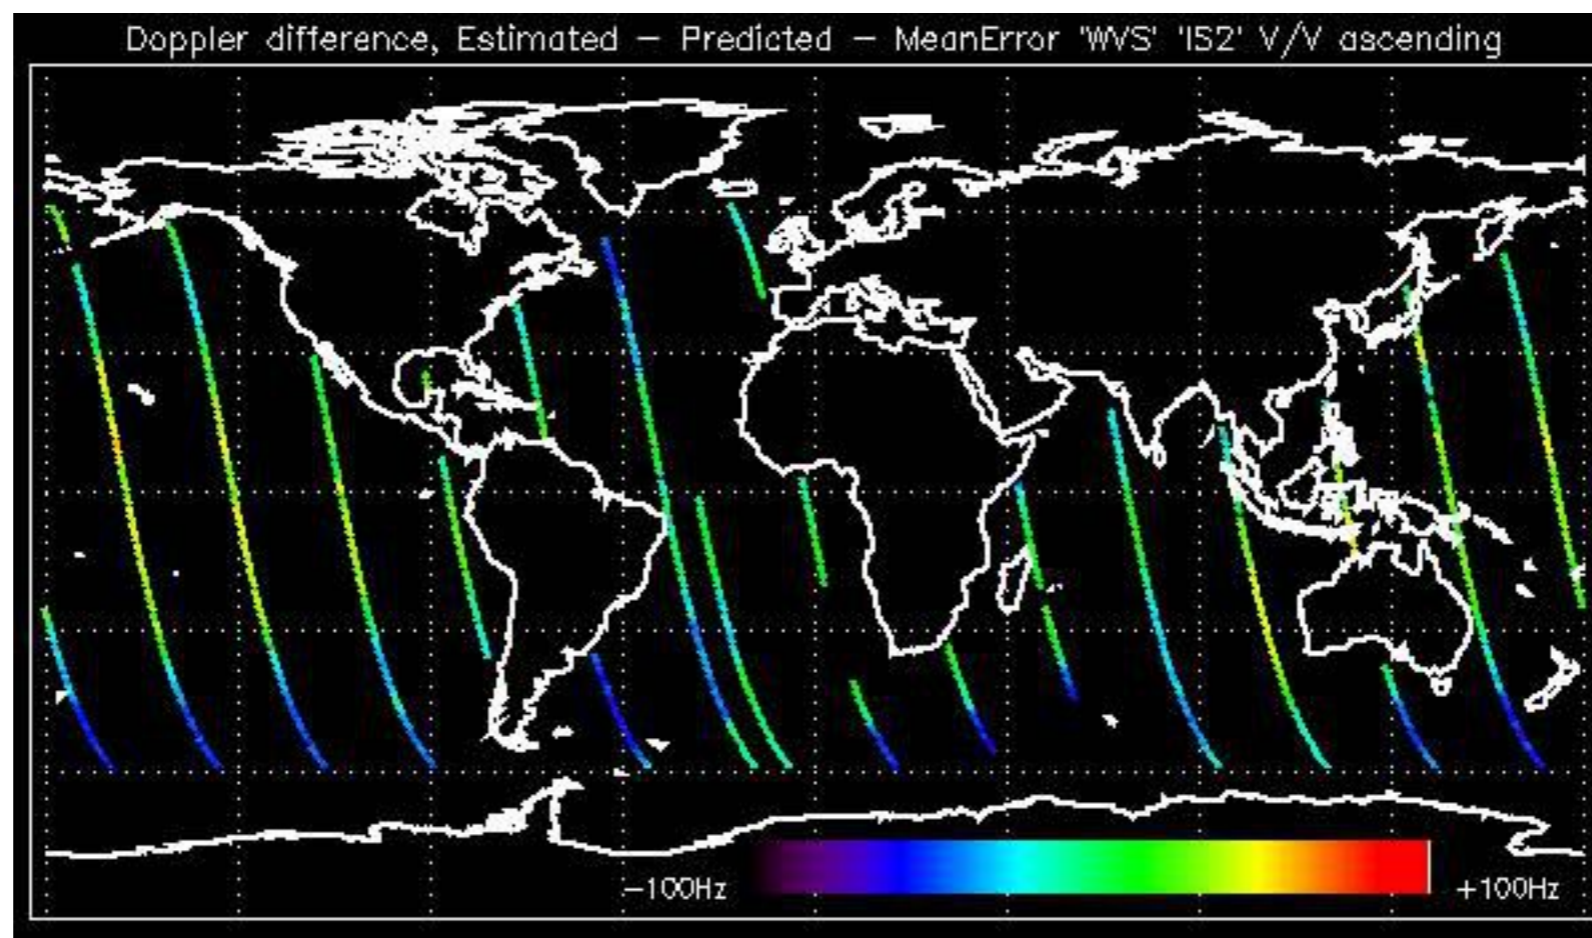 Doppler difference, Estimated – Predicted – MeanError 'WVS' 'IS2' V/V ascending
-100Hz
+100Hz